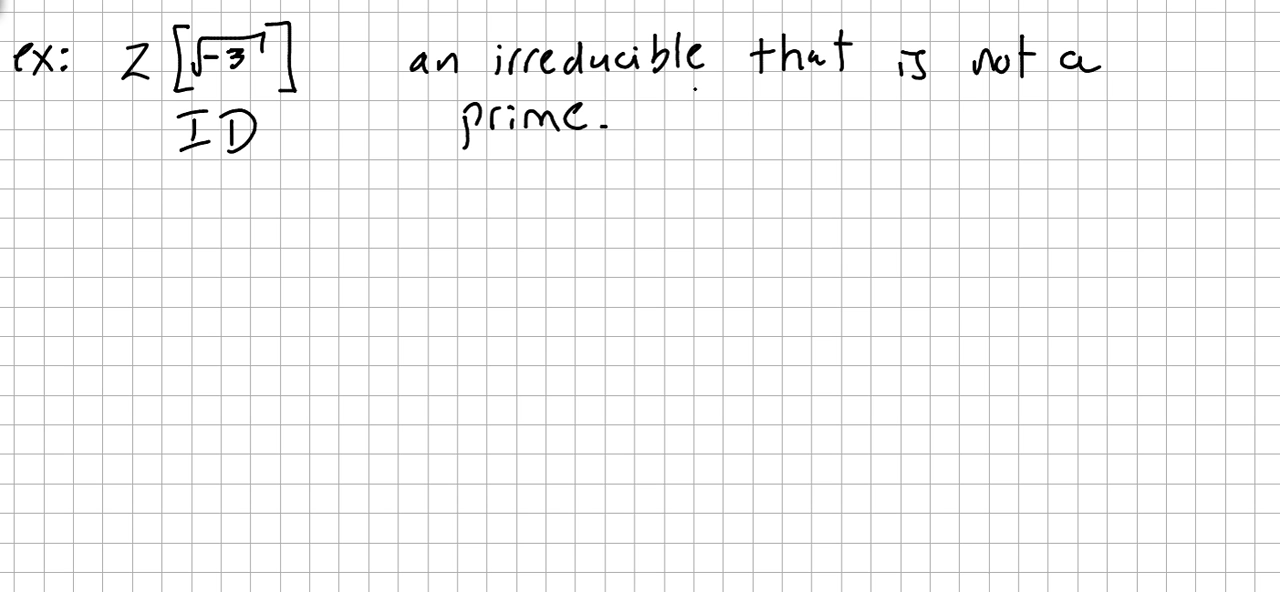 ex: Z [√-3] an irreducible that is not a
ID prime.